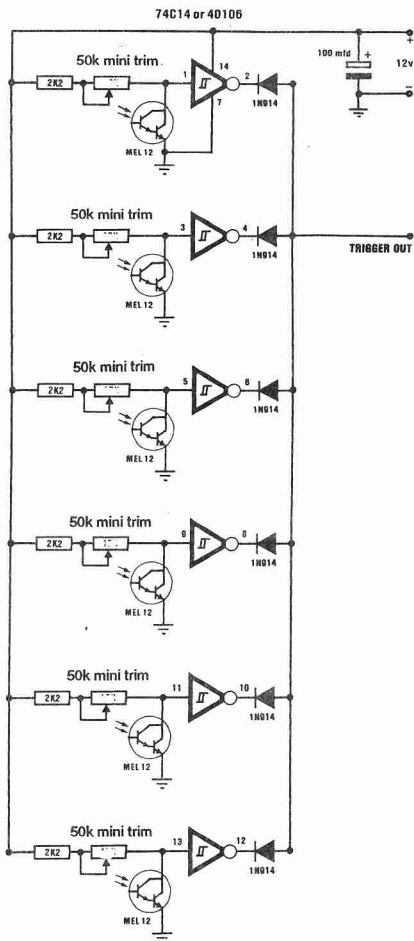 74C14 or 40106
50k mini trim
100 mfd
+
+
12v
−
2K2
1
14
2
7
1N914
MEL 12
50k mini trim
2K2
3
4
1N914
TRIGGER OUT
MEL 12
50k mini trim
2K2
5
6
1N914
MEL 12
50k mini trim
2K2
9
8
1N914
MEL 12
50k mini trim
2K2
11
10
1N914
MEL 12
50k mini trim
2K2
13
12
1N914
MEL 12